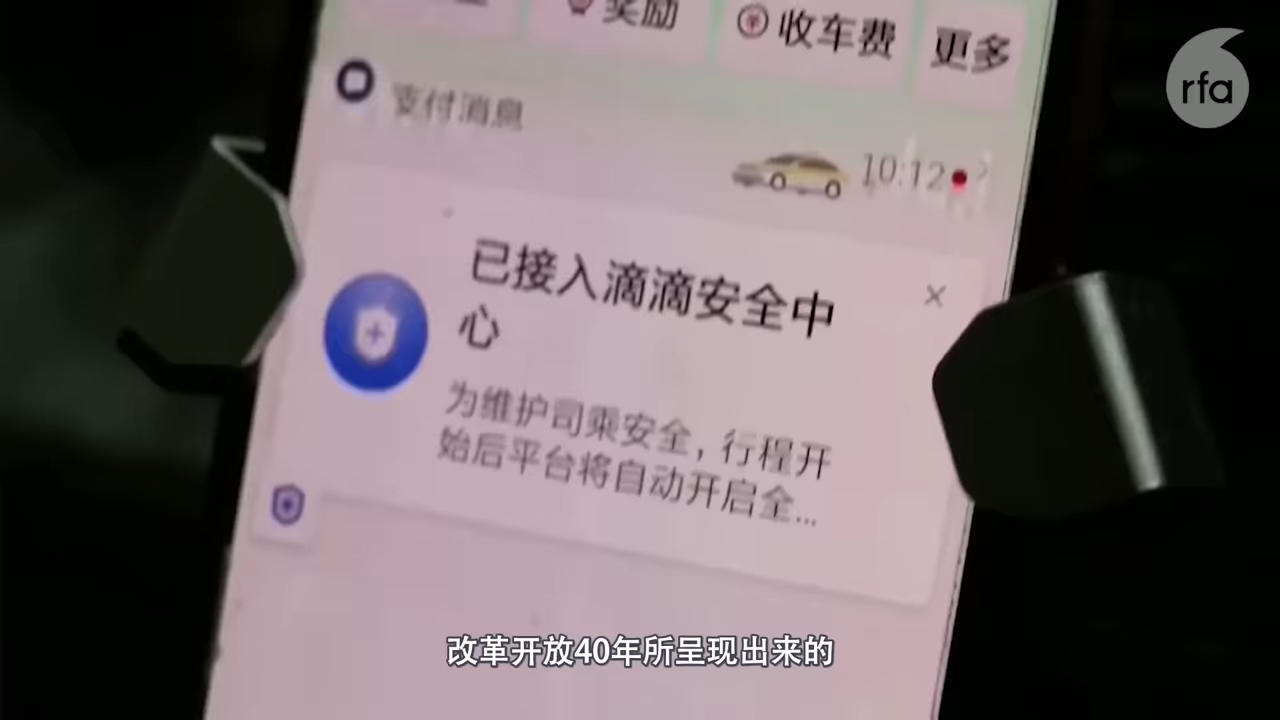 奖励
收车费
更多
rfa
支付消息
10:12
已接入滴滴安全中
心
为维护司乘安全，行程开
始后平台将自动开启全...
改革开放40年所呈现出来的